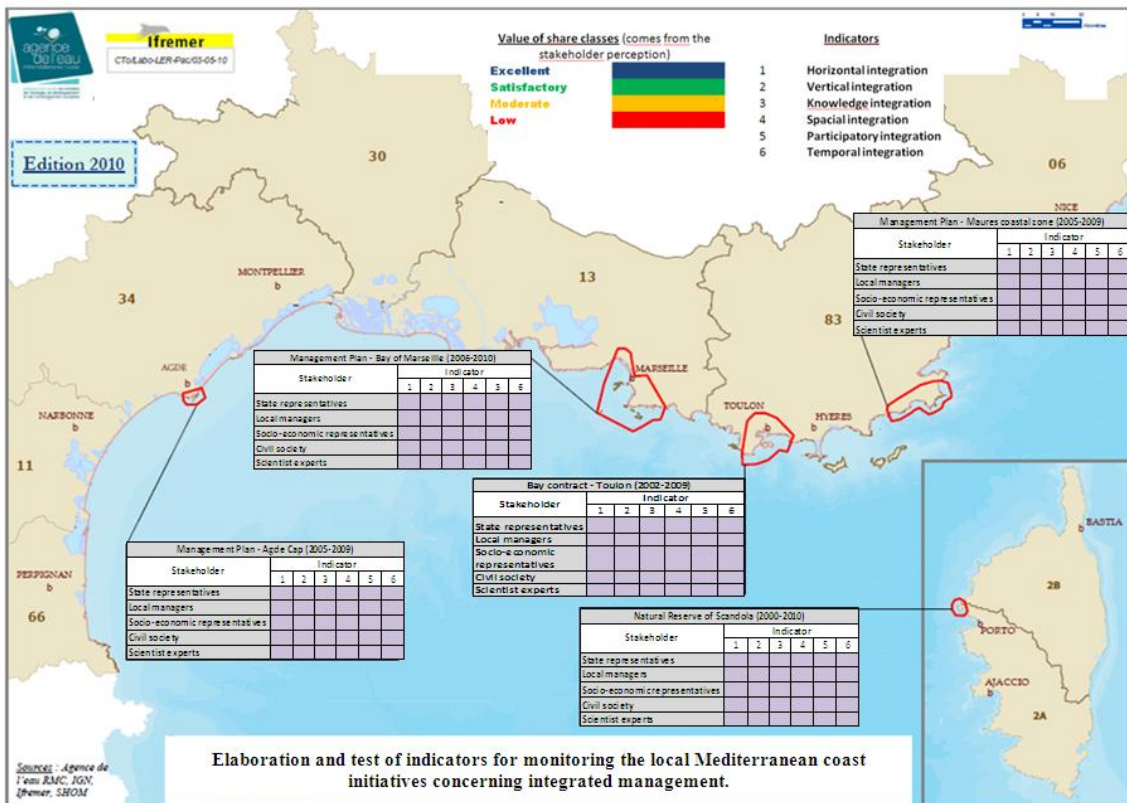 agence
de l'eau
Ifremer
CTo/Labo-LER-Pac/03-05-10
Edition 2010
Value of share classes (comes from the
stakeholder perception)
Excellent
Satisfactory
Moderate
Low
Indicators
1 Horizontal integration
2 Vertical integration
3 Knowledge integration
4 Spacial integration
5 Participatory integration
6 Temporal integration
30
06
NICE
34
MONTPELLIER
b
13
83
AGDE
b
MARSEILLE
TOULON
b
HYERES
b
NARBONNE
b
11
PERPIGNAN
b
66
Management Plan - Maures coastal zone (2005-2009)
Stakeholder Indicator
1 2 3 4 5 6
State representatives
Local managers
Socio-economic representatives
Civil society
Scientist experts
Management Plan - Bay of Marseille (2006-2010)
Stakeholder Indicator
1 2 3 4 5 6
State representatives
Local managers
Socio-economic representatives
Civil society
Scientist experts
Bay contract - Toulon (2002-2009)
Stakeholder Indicator
1 2 3 4 5 6
State representatives
Local managers
Socio-economic
representatives
Civil society
Scientist experts
Management Plan - Agde Cap (2005-2009)
Stakeholder Indicator
1 2 3 4 5 6
State representatives
Local managers
Socio-economic representatives
Civil society
Scientist experts
Natural Reserve of Scandola (2000-2010)
Stakeholder Indicator
1 2 3 4 5 6
State representatives
Local managers
Socio-economic representatives
Civil society
Scientist experts
BASTIA
b
2B
PORTO
b
AJACCIO
b
2A
Sources : Agence de
l'eau RMC, IGN,
Ifremer, SHOM
Elaboration and test of indicators for monitoring the local Mediterranean coast
initiatives concerning integrated management.